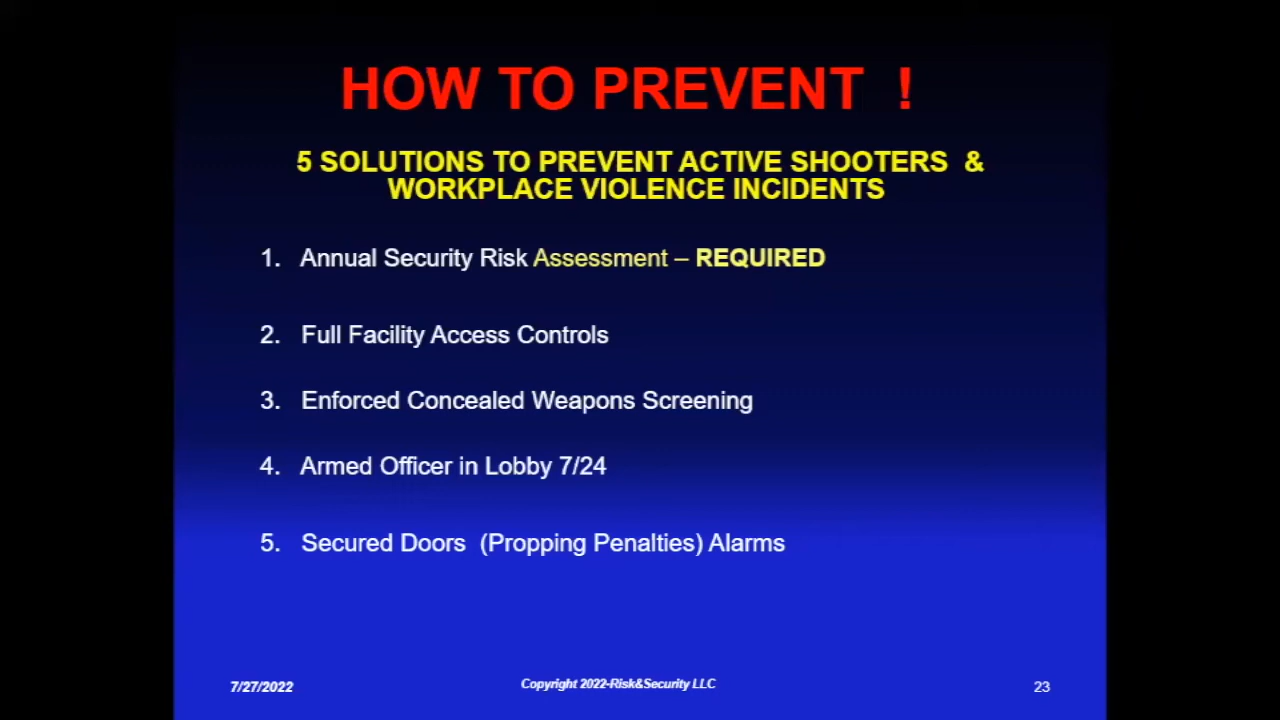 HOW TO PREVENT !
5 SOLUTIONS TO PREVENT ACTIVE SHOOTERS &
WORKPLACE VIOLENCE INCIDENTS
1. Annual Security Risk Assessment – REQUIRED
2. Full Facility Access Controls
3. Enforced Concealed Weapons Screening
4. Armed Officer in Lobby 7/24
5. Secured Doors (Propping Penalties) Alarms
7/27/2022
Copyright 2022-Risk&Security LLC
23